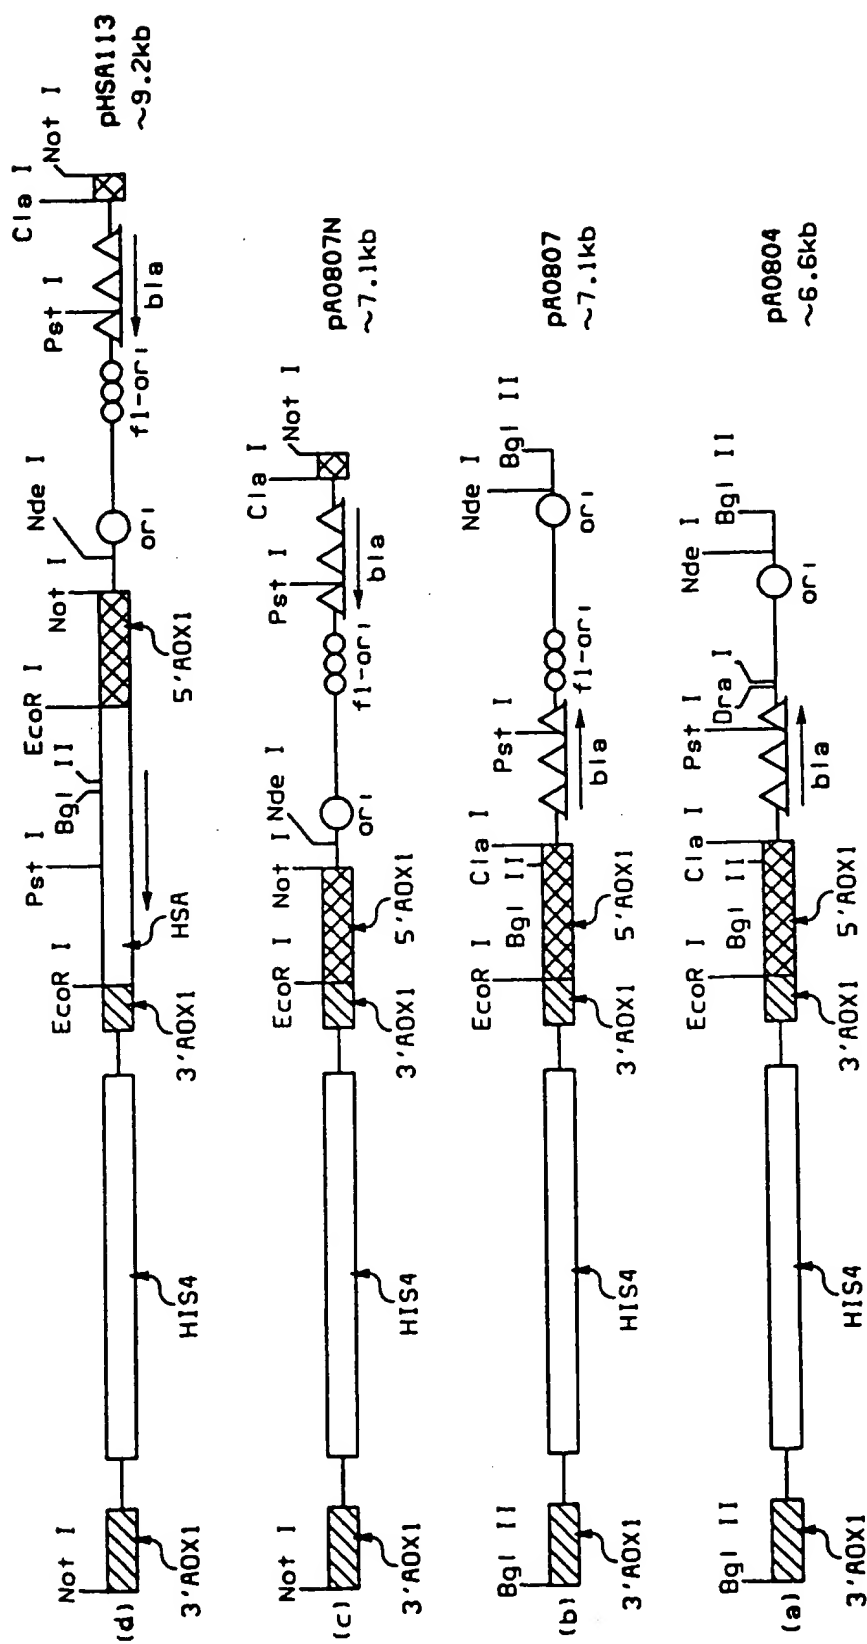 Not I
EcoR I
Pst I
Bgl II
EcoR I
Not I
Nde I
Pst I
Cla I
Not I
(d)
3'AOX1
HIS4
3'AOX1
HSA
5'AOX1
ori
f1-ori
bla
pHSA113
~9.2kb
Not I
EcoR I
Not I
Nde I
Pst I
Cla I
Not I
(c)
3'AOX1
HIS4
3'AOX1
5'AOX1
ori
f1-ori
bla
pAO807N
~7.1kb
Bgl II
EcoR I
Bgl II
Cla I
Pst I
Nde I
Bgl II
(b)
3'AOX1
HIS4
3'AOX1
5'AOX1
bla
f1-ori
ori
pAO807
~7.1kb
Bgl II
EcoR I
Bgl II
Cla I
Pst I
Dra I
Nde I
Bgl II
(a)
3'AOX1
HIS4
3'AOX1
5'AOX1
bla
ori
pAO804
~6.6kb